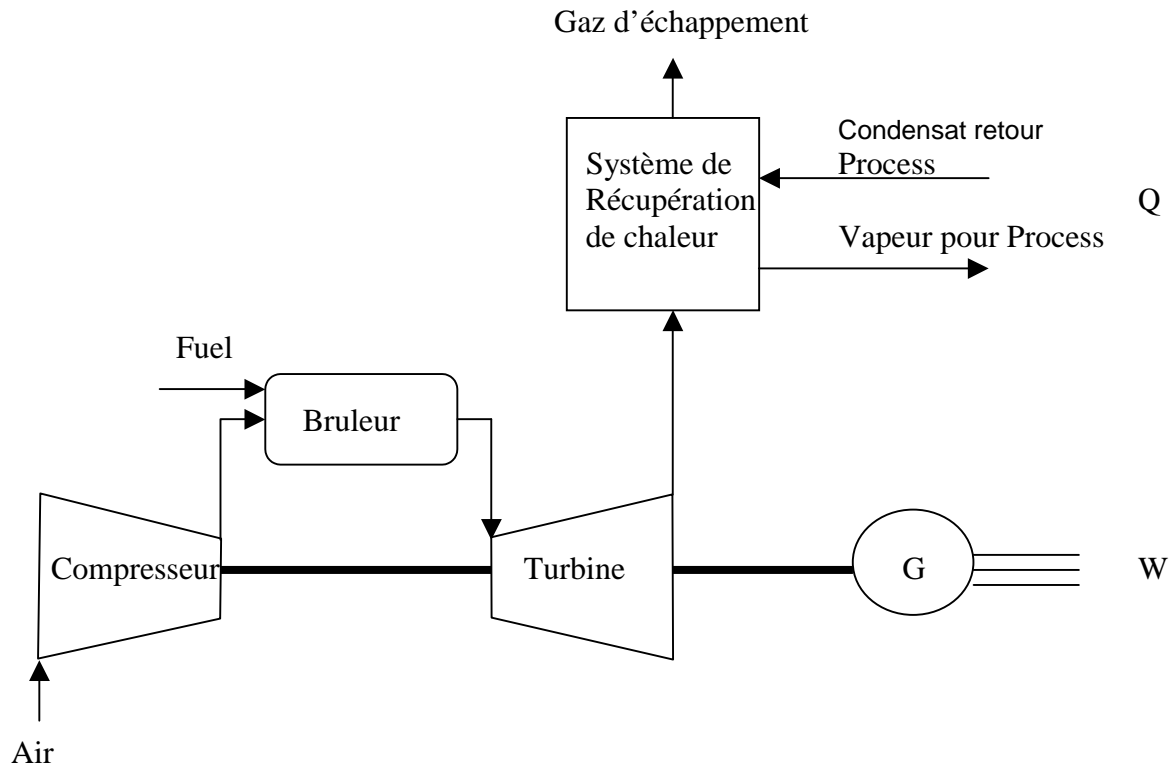 Gaz d'échappement
Condensat retour
Process
Système de
Récupération
de chaleur
Q
Vapeur pour Process
Fuel
Bruleur
Compresseur
Turbine
G
W
Air